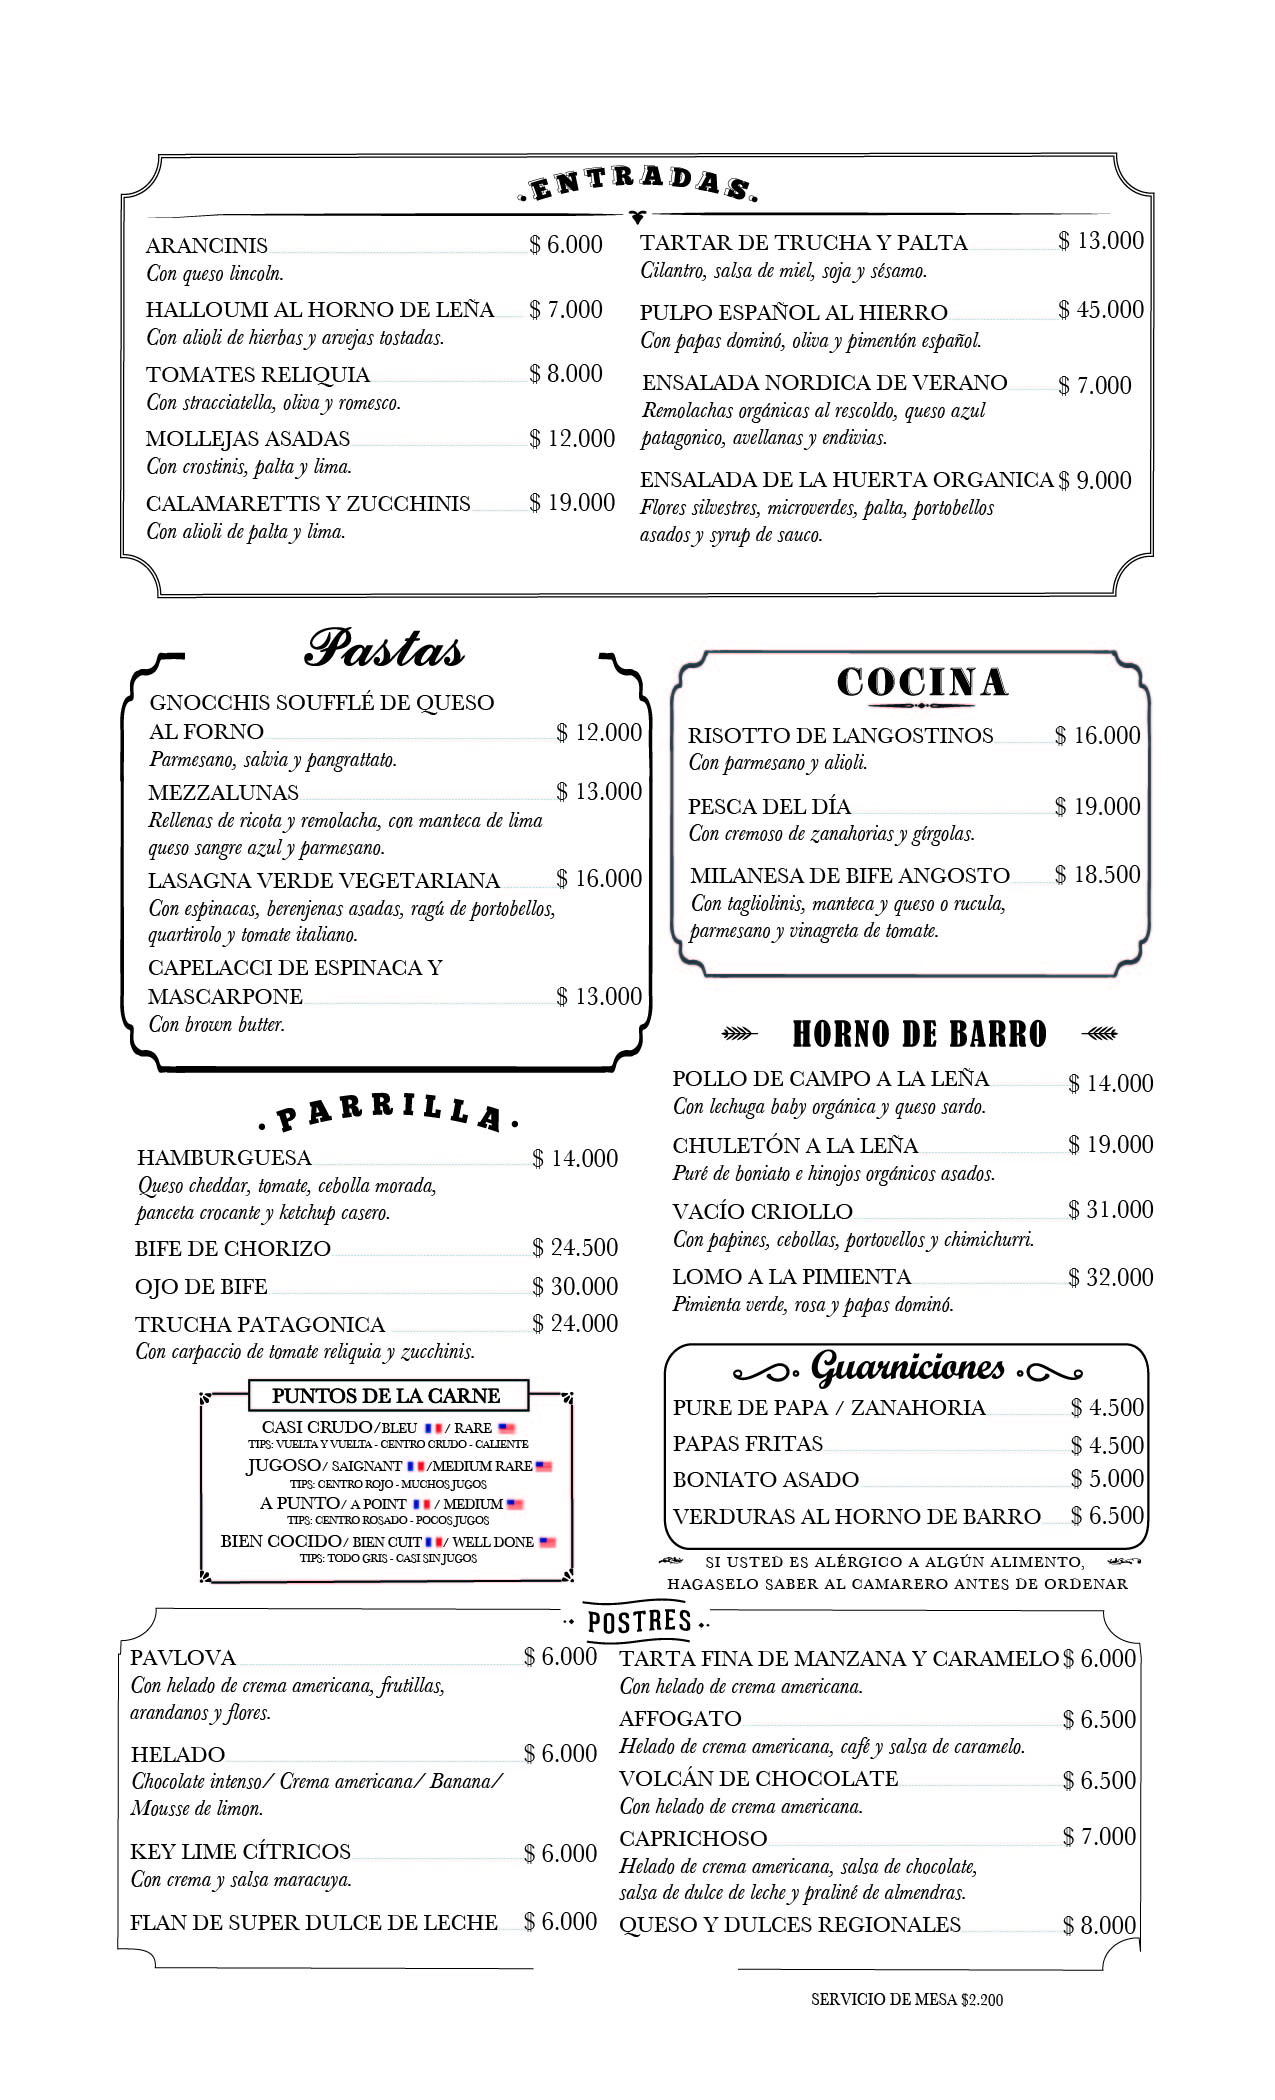 ENTRADAS
ARANCINIS $ 6.000
Con queso lincoln.
HALLOUMI AL HORNO DE LEÑA $ 7.000
Con alioli de hierbas y arvejas tostadas.
TOMATES RELIQUIA $ 8.000
Con stracciatella, oliva y romesco.
MOLLEJAS ASADAS $ 12.000
Con crostinis, palta y lima.
CALAMARETTIS Y ZUCCHINIS $ 19.000
Con alioli de palta y lima.
TARTAR DE TRUCHA Y PALTA $ 13.000
Cilantro, salsa de miel, soja y sésamo.
PULPO ESPAÑOL AL HIERRO $ 45.000
Con papas dominó, oliva y pimentón español.
ENSALADA NORDICA DE VERANO $ 7.000
Remolachas orgánicas al rescoldo, queso azul
patagonico, avellanas y endivias.
ENSALADA DE LA HUERTA ORGANICA $ 9.000
Flores silvestres, microverdes, palta, portobellos
asados y syrup de sauco.
Pastas
GNOCCHIS SOUFFLÉ DE QUESO
AL FORNO $ 12.000
Parmesano, salvia y pangrattato.
MEZZALUNAS $ 13.000
Rellenas de ricota y remolacha, con manteca de lima
queso sangre azul y parmesano.
LASAGNA VERDE VEGETARIANA $ 16.000
Con espinacas, berenjenas asadas, ragú de portobellos,
quartirolo y tomate italiano.
CAPELACCI DE ESPINACA Y
MASCARPONE $ 13.000
Con brown butter.
COCINA
RISOTTO DE LANGOSTINOS $ 16.000
Con parmesano y alioli.
PESCA DEL DÍA $ 19.000
Con cremoso de zanahorias y gírgolas.
MILANESA DE BIFE ANGOSTO $ 18.500
Con tagliolinis, manteca y queso o rucula,
parmesano y vinagreta de tomate.
HORNO DE BARRO
POLLO DE CAMPO A LA LEÑA $ 14.000
Con lechuga baby orgánica y queso sardo.
CHULETÓN A LA LEÑA $ 19.000
Puré de boniato e hinojos orgánicos asados.
VACÍO CRIOLLO $ 31.000
Con papines, cebollas, portovellos y chimichurri.
LOMO A LA PIMIENTA $ 32.000
Pimienta verde, rosa y papas dominó.
PARRILLA
HAMBURGUESA $ 14.000
Queso cheddar, tomate, cebolla morada,
panceta crocante y ketchup casero.
BIFE DE CHORIZO $ 24.500
OJO DE BIFE $ 30.000
TRUCHA PATAGONICA $ 24.000
Con carpaccio de tomate reliquia y zucchinis.
PUNTOS DE LA CARNE
CASI CRUDO/BLEU / RARE
TIPS: VUELTA Y VUELTA - CENTRO CRUDO - CALIENTE
JUGOSO/ SAIGNANT /MEDIUM RARE
TIPS: CENTRO ROJO - MUCHOS JUGOS
A PUNTO/ A POINT / MEDIUM
TIPS: CENTRO ROSADO - POCOS JUGOS
BIEN COCIDO/ BIEN CUIT / WELL DONE
TIPS: TODO GRIS - CASI SIN JUGOS
Guarniciones
PURE DE PAPA / ZANAHORIA $ 4.500
PAPAS FRITAS $ 4.500
BONIATO ASADO $ 5.000
VERDURAS AL HORNO DE BARRO $ 6.500
SI USTED ES ALÉRGICO A ALGÚN ALIMENTO,
HAGASELO SABER AL CAMARERO ANTES DE ORDENAR
POSTRES
PAVLOVA $ 6.000
Con helado de crema americana, frutillas,
arandanos y flores.
HELADO $ 6.000
Chocolate intenso/ Crema americana/ Banana/
Mousse de limon.
KEY LIME CÍTRICOS $ 6.000
Con crema y salsa maracuya.
FLAN DE SUPER DULCE DE LECHE $ 6.000
TARTA FINA DE MANZANA Y CARAMELO $ 6.000
Con helado de crema americana.
AFFOGATO $ 6.500
Helado de crema americana, café y salsa de caramelo.
VOLCÁN DE CHOCOLATE $ 6.500
Con helado de crema americana.
CAPRICHOSO $ 7.000
Helado de crema americana, salsa de chocolate,
salsa de dulce de leche y praliné de almendras.
QUESO Y DULCES REGIONALES $ 8.000
SERVICIO DE MESA $2.200